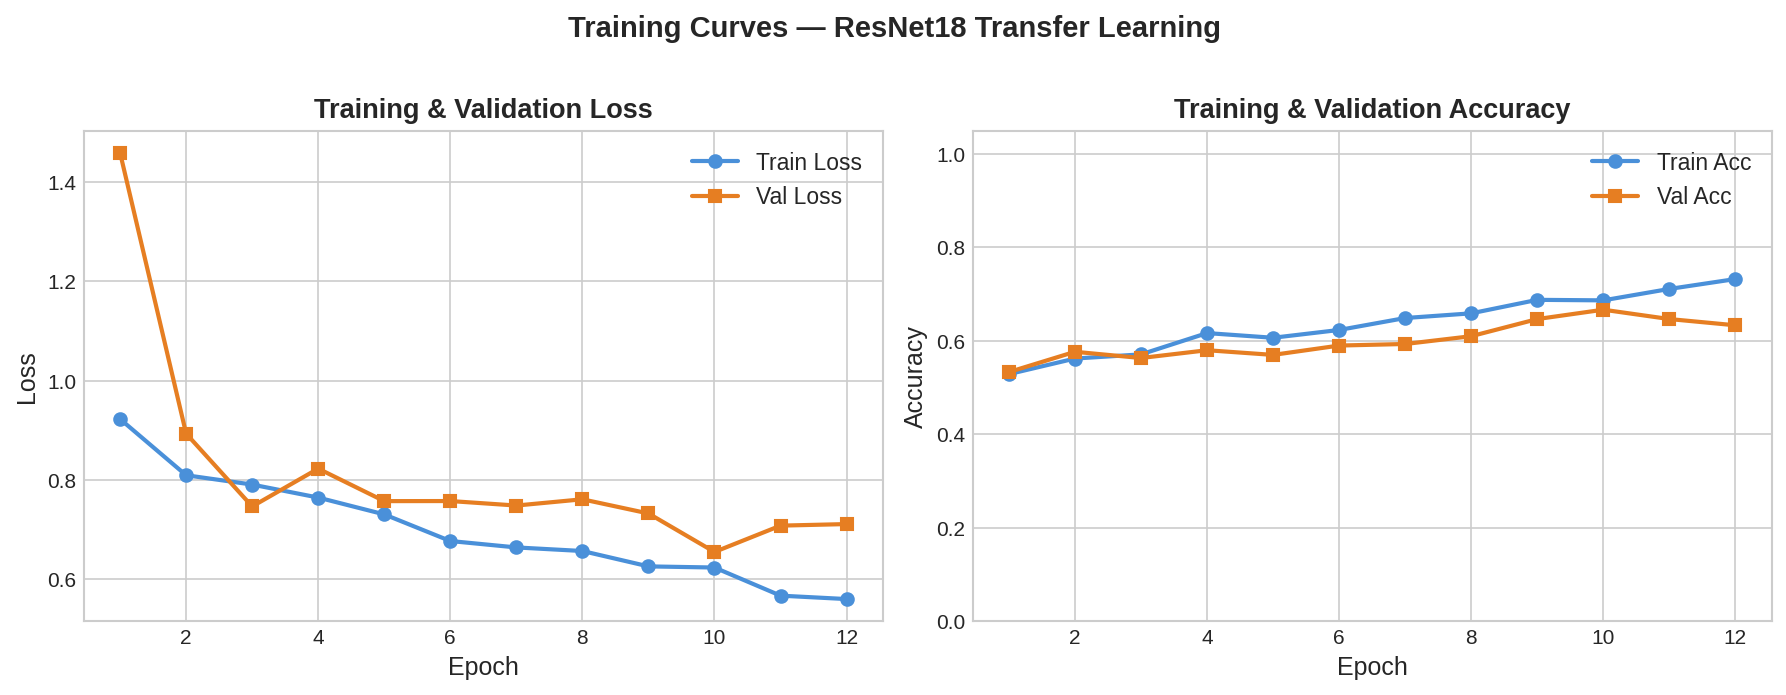 Training Curves — ResNet18 Transfer Learning
Training & Validation Loss
Train Loss
Val Loss
1.4
1.2
1.0
0.8
0.6
Loss
2 4 6 8 10 12
Epoch
Training & Validation Accuracy
Train Acc
Val Acc
1.0
0.8
0.6
0.4
0.2
0.0
Accuracy
2 4 6 8 10 12
Epoch